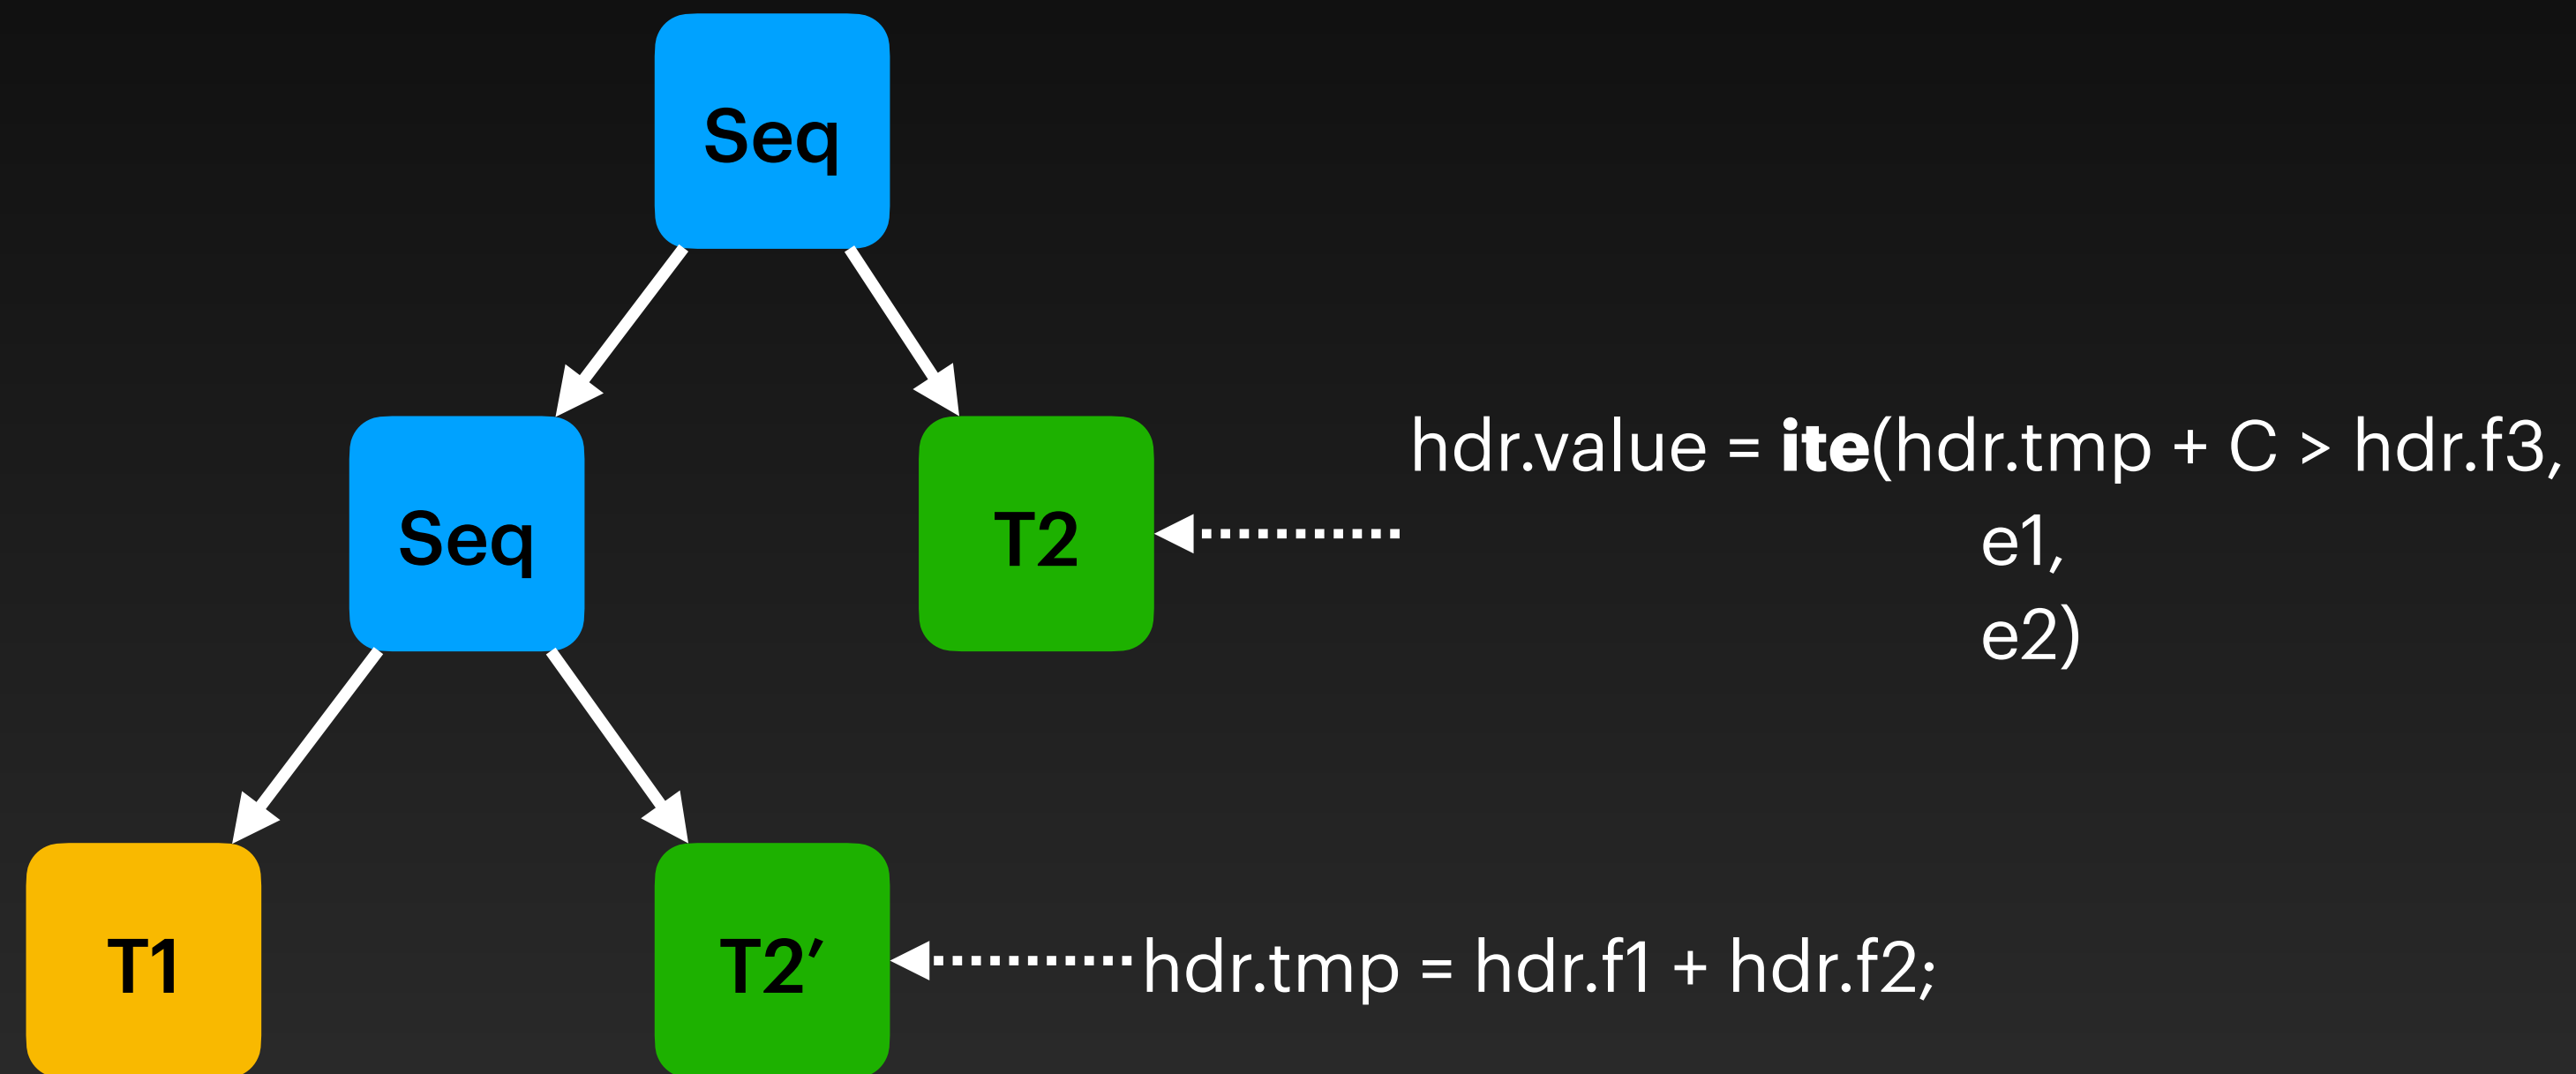 Seq
hdr.value = ite(hdr.tmp + C > hdr.f3,
e1,
e2)
Seq
T2
T1
T2′
hdr.tmp = hdr.f1 + hdr.f2;